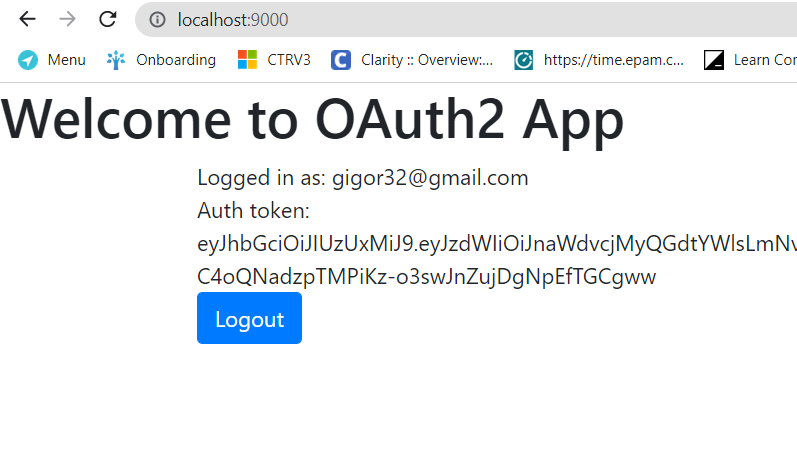 localhost:9000
Menu Onboarding CTRV3 Clarity :: Overview:... https://time.epam.c... Learn Cor
Welcome to OAuth2 App
Logged in as: gigor32@gmail.com
Auth token:
eyJhbGciOiJIUzUxMiJ9.eyJzdWIiOiJnaWdvcjMyQGdtYWlsLmNv
C4oQNadzpTMPiKz-o3swJnZujDgNpEfTGCgww
Logout